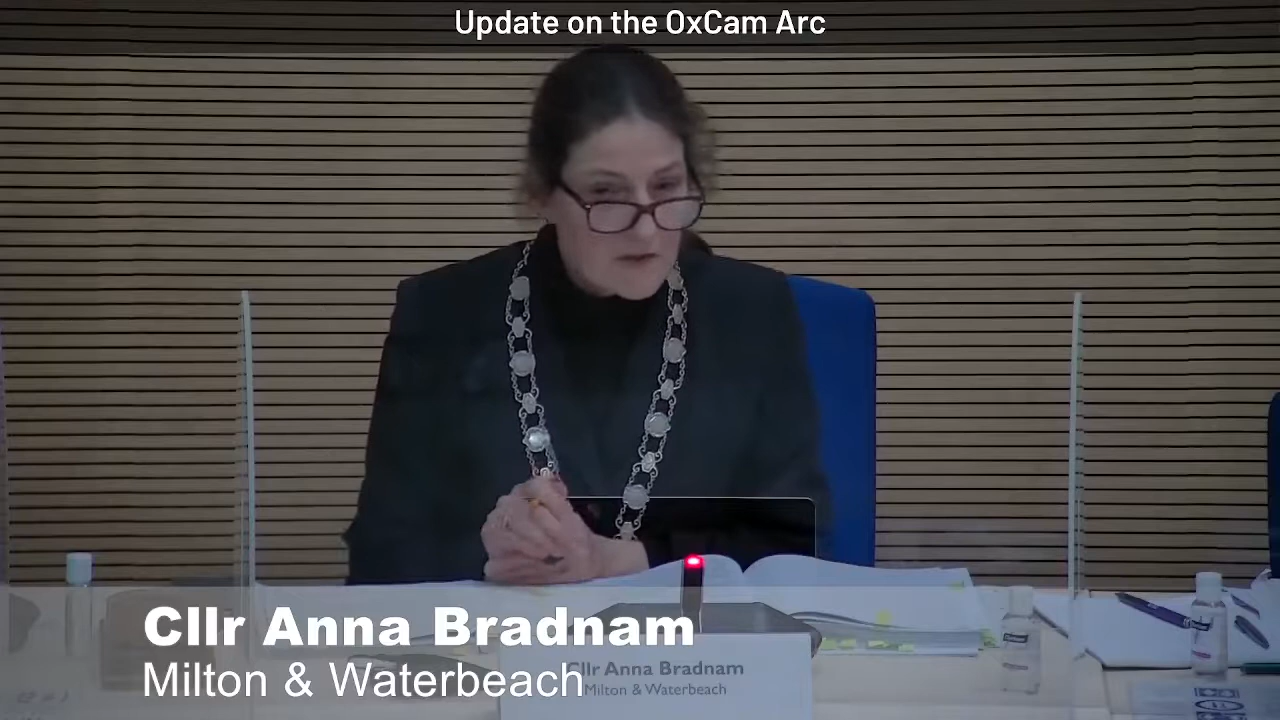 Update on the OxCam Arc
Cllr Anna Bradnam
Milton & Waterbeach
Cllr Anna Bradnam
Milton & Waterbeach